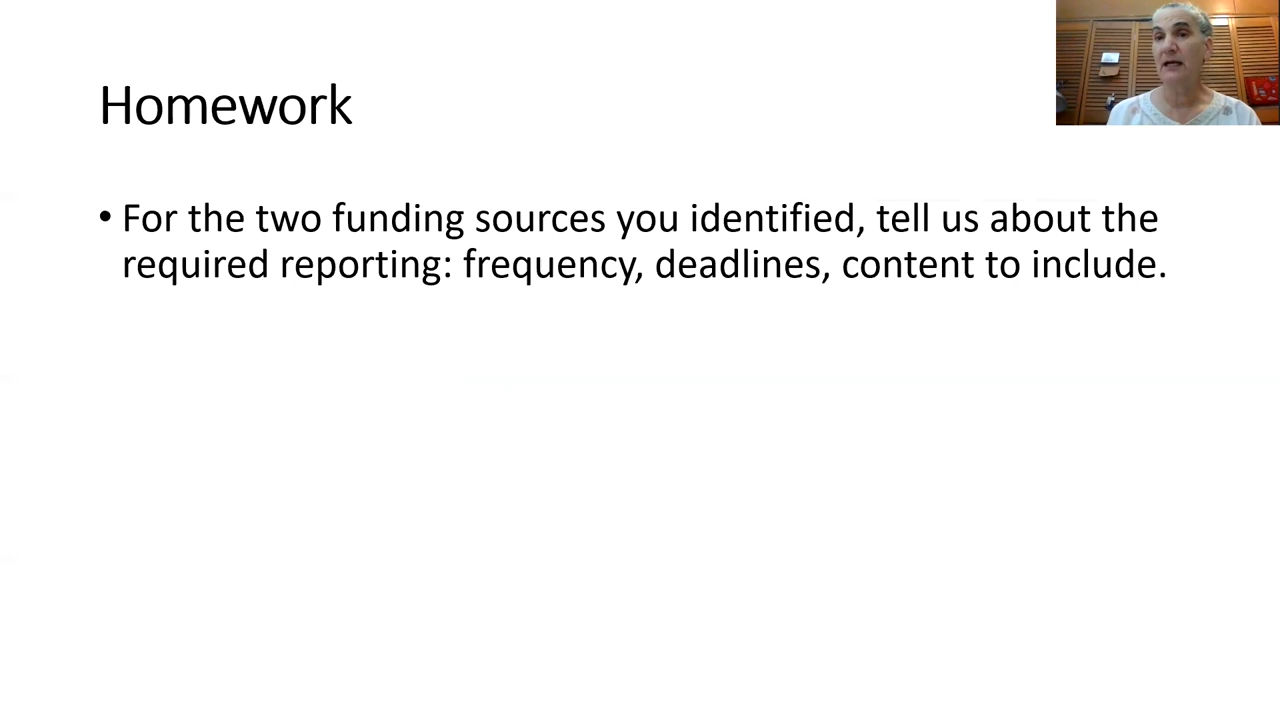 Homework
• For the two funding sources you identified, tell us about the
required reporting: frequency, deadlines, content to include.